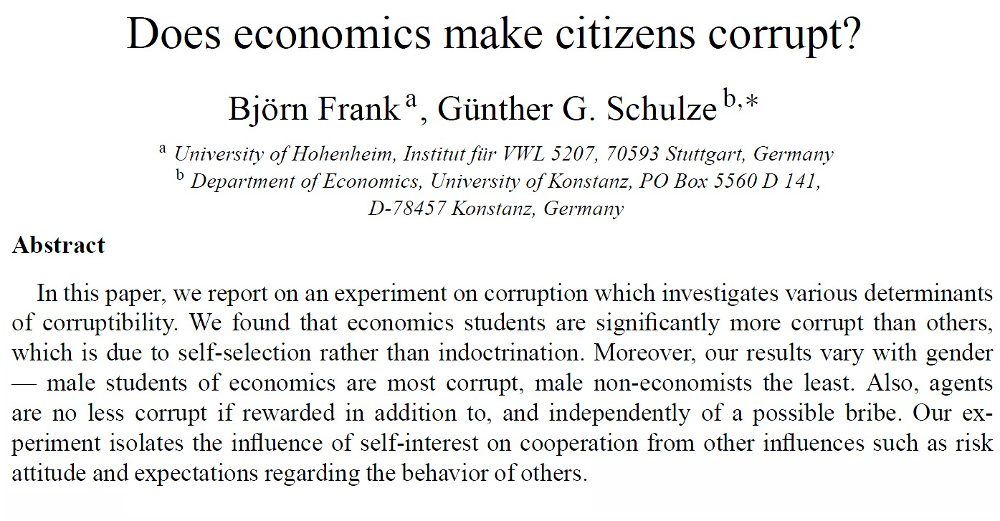 Does economics make citizens corrupt?
Björn Frank a, Günther G. Schulze b,*
a University of Hohenheim, Institut für VWL 5207, 70593 Stuttgart, Germany
b Department of Economics, University of Konstanz, PO Box 5560 D 141,
D-78457 Konstanz, Germany
Abstract
In this paper, we report on an experiment on corruption which investigates various determinants
of corruptibility. We found that economics students are significantly more corrupt than others,
which is due to self-selection rather than indoctrination. Moreover, our results vary with gender
— male students of economics are most corrupt, male non-economists the least. Also, agents
are no less corrupt if rewarded in addition to, and independently of a possible bribe. Our ex-
periment isolates the influence of self-interest on cooperation from other influences such as risk
attitude and expectations regarding the behavior of others.